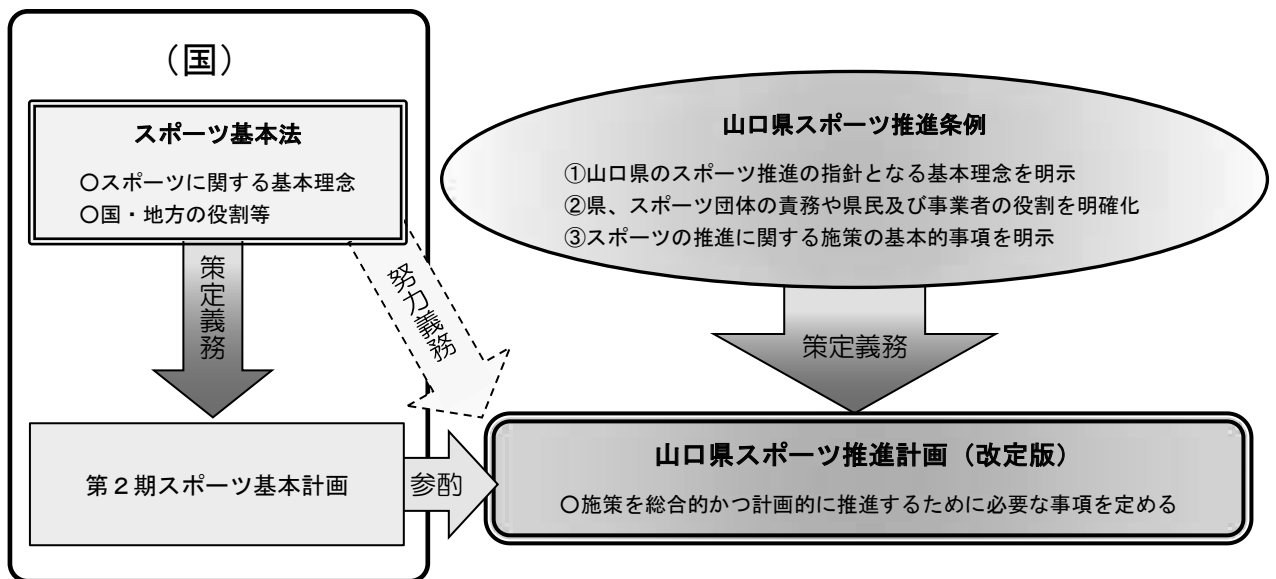 （国）
スポーツ基本法
〇スポーツに関する基本理念
〇国・地方の役割等
策定義務
努力義務
第２期スポーツ基本計画
参酌
山口県スポーツ推進条例
①山口県のスポーツ推進の指針となる基本理念を明示
②県、スポーツ団体の責務や県民及び事業者の役割を明確化
③スポーツの推進に関する施策の基本的事項を明示
策定義務
山口県スポーツ推進計画（改定版）
〇施策を総合的かつ計画的に推進するために必要な事項を定める